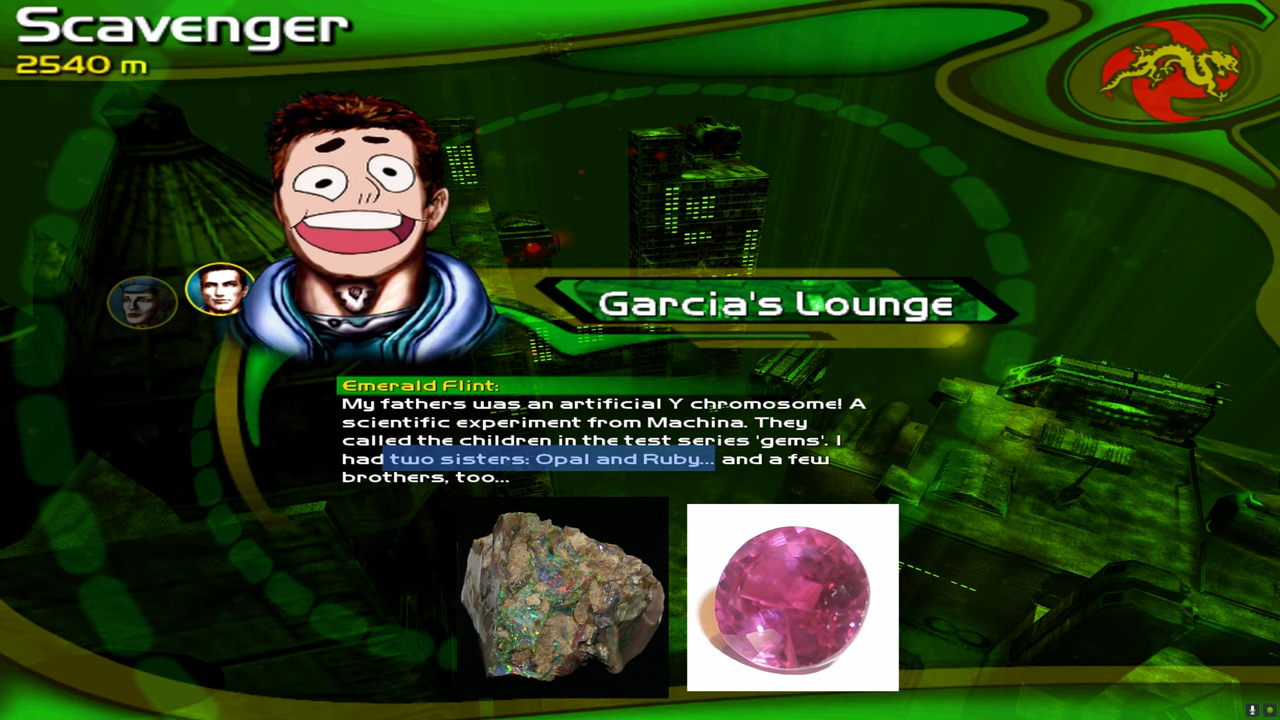 Scavenger
2540 m
Garcia's Lounge
Emerald Flint:
My fathers was an artificial Y chromosome! A
scientific experiment from Machina. They
called the children in the test series 'gems'. I
had two sisters: Opal and Ruby... and a few
brothers, too...